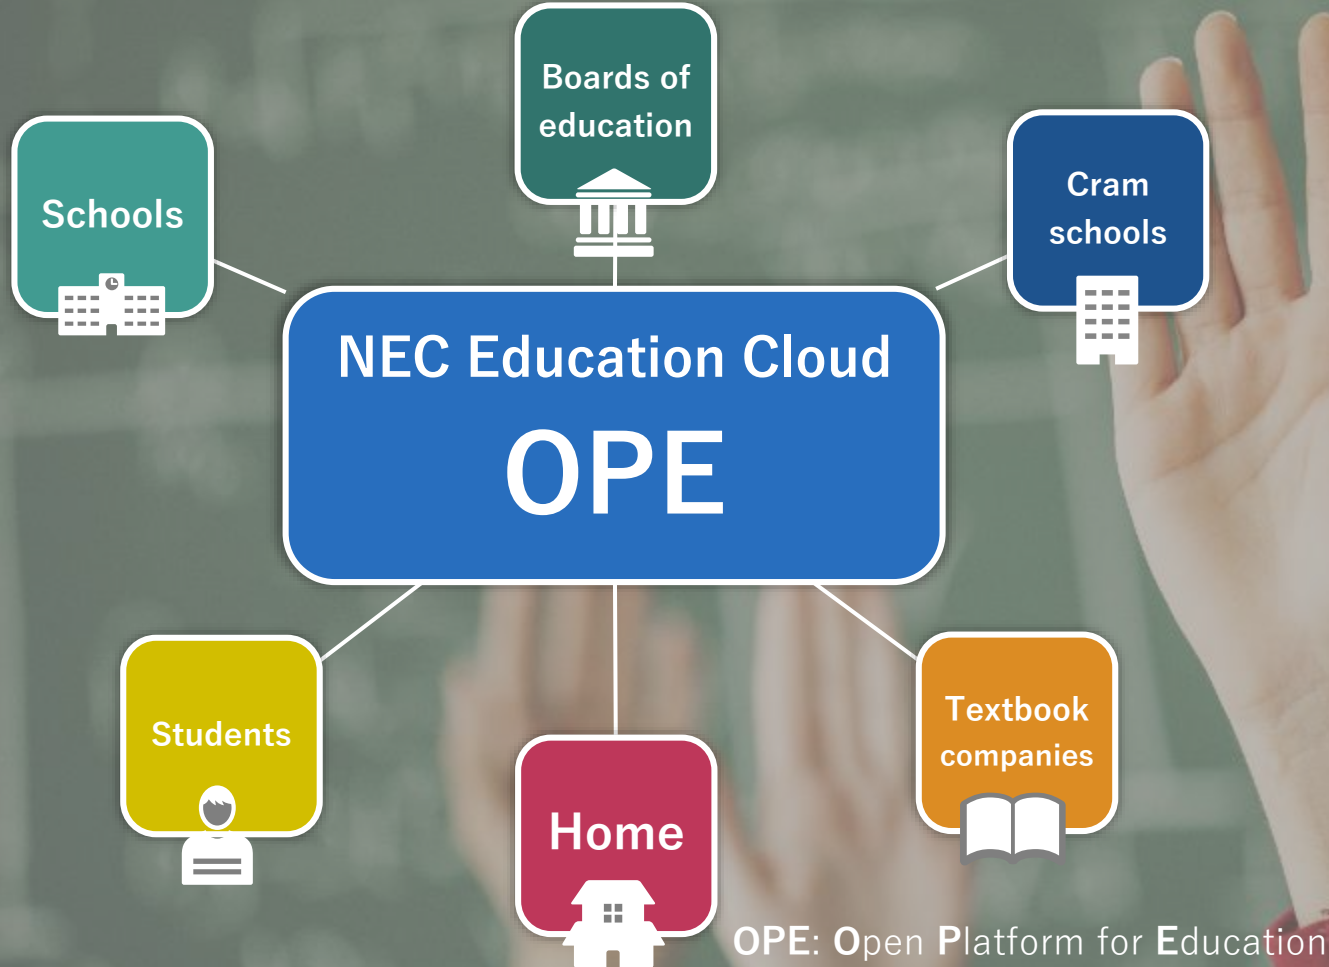 Boards of
education
Schools
Cram
schools
NEC Education Cloud
OPE
Students
Textbook
companies
Home
OPE: Open Platform for Education